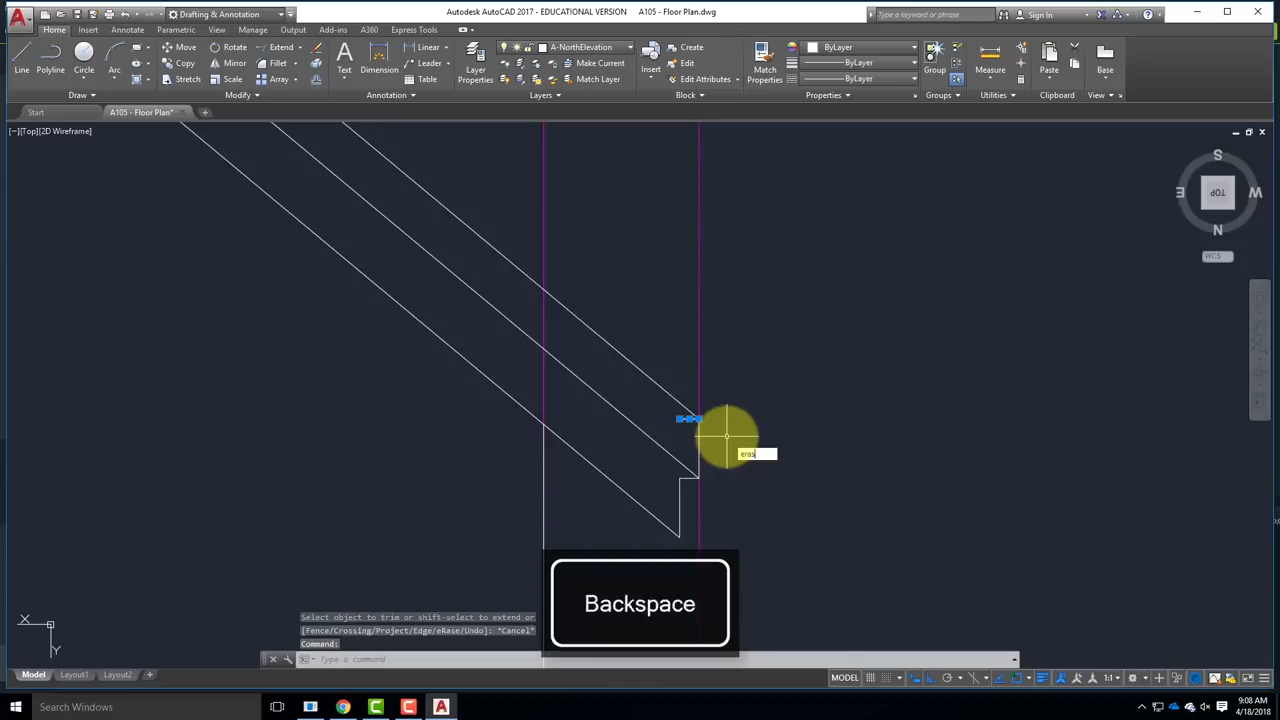 Drafting & Annotation
Autodesk AutoCAD 2017 - EDUCATIONAL VERSION A105 - Floor Plan.dwg
Type a keyword or phrase
Sign In
Home Insert Annotate Parametric View Manage Output Add-ins A360 Express Tools
Line Polyline Circle Arc
Move Rotate Extend
Copy Mirror Fillet
Stretch Scale Array
Text Dimension
Linear
Leader
Table
Layer Properties
A-NorthElevation
Make Current
Match Layer
Insert
Create
Edit
Edit Attributes
Match Properties
ByLayer
ByLayer
ByLayer
Group Measure Paste Base
Draw Modify Annotation Layers Block Properties Groups Utilities Clipboard View
Start A105 - Floor Plan*
[−][Top][2D Wireframe]
S
E TOP W
N
WCS
eras
Backspace
X
Y
Select object to trim or shift-select to extend or
[Fence/Crossing/Project/Edge/eRase/Undo]: *Cancel*
Command:
Type a command
Model Layout1 Layout2 +
MODEL 1:1
Search Windows
9:08 AM
4/18/2018